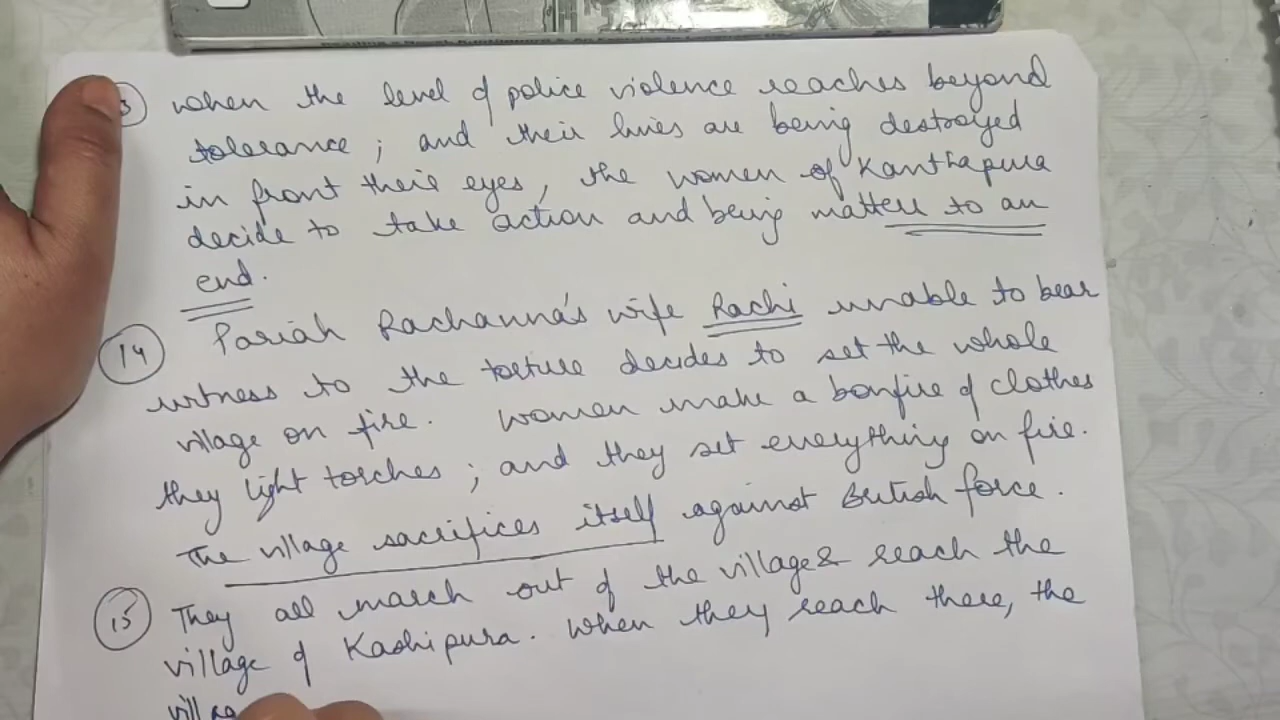 3) when the level of police violence reaches beyond
tolerance ; and their lives are being destroyed
in front their eyes, the women of Kanthapura
decide to take action and being matters to an
end.
14 Pariah Rachanna's wife Rachi unable to bear
witness to the torture decides to set the whole
village on fire. Women make a bonfire of clothes
they light torches ; and they set everything on fire.
The village sacrifices itself against British force.
15 They all march out of the village & reach the
village of Kashipura. When they reach there, the